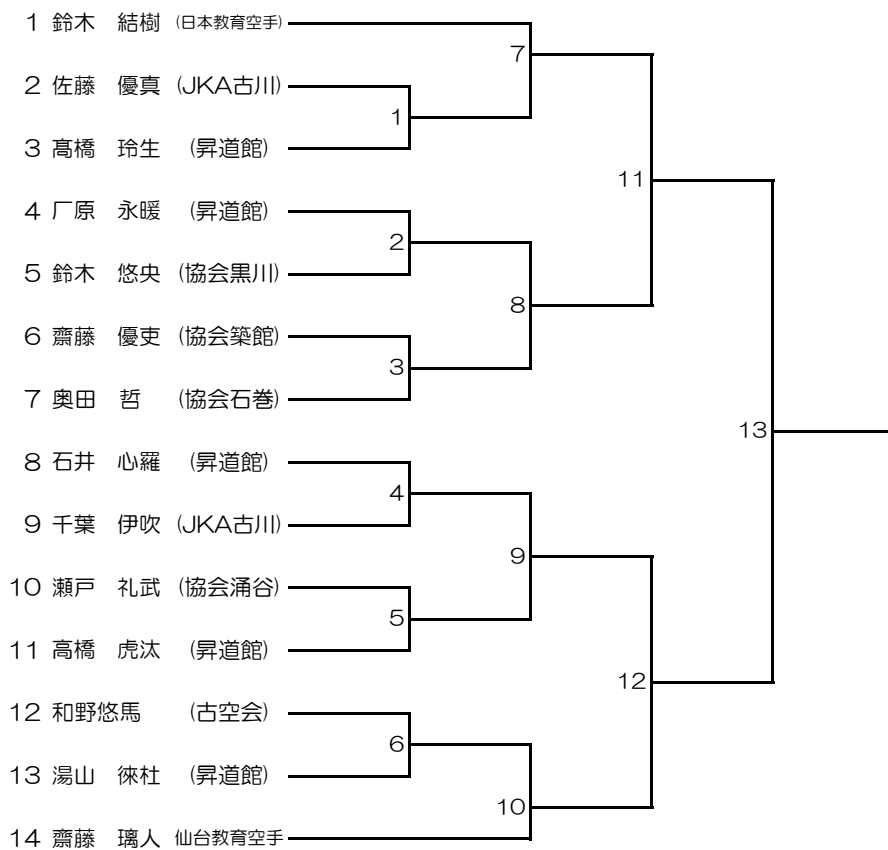 1 鈴木 結樹 (日本教育空手)
7
2 佐藤 優真 (JKA古川)
1
3 髙橋 玲生 (昇道館)
11
4 厂原 永暖 (昇道館)
2
5 鈴木 悠央 (協会黒川)
8
6 齋藤 優吏 (協会築館)
3
7 奥田 哲 (協会石巻)
13
8 石井 心羅 (昇道館)
4
9 千葉 伊吹 (JKA古川)
9
10 瀬戸 礼武 (協会涌谷)
5
11 高橋 虎汰 (昇道館)
12
12 和野悠馬 (古空会)
6
13 湯山 徠杜 (昇道館)
10
14 齋藤 璃人 仙台教育空手